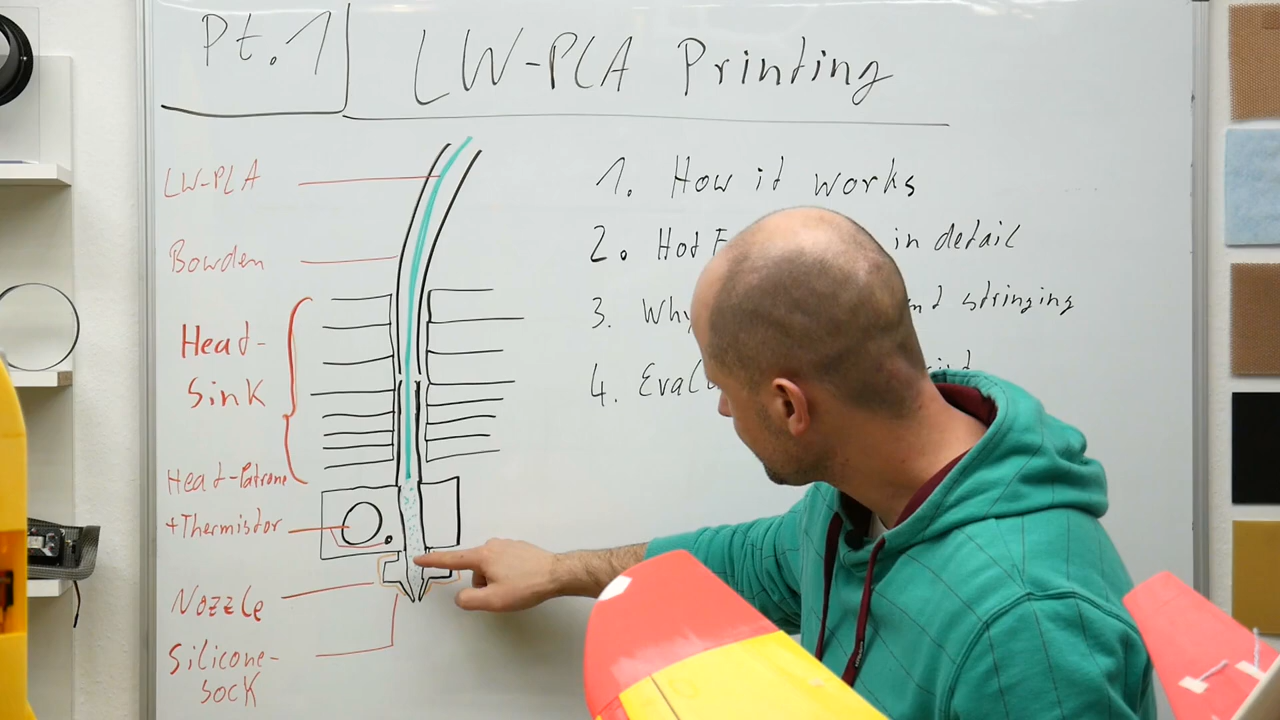 Pt.1
LW-PLA Printing
LW-PLA
Bowden
Head-
Sink
Head-Patrone
+Thermistor
Nozzle
Silicone-
Sock
1. How it works
2. Hot in detail
3. Why stringing
4.